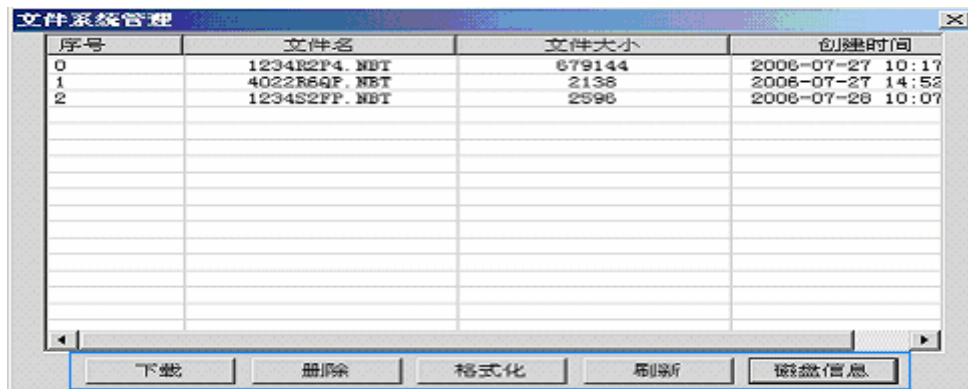 文件系统管理
序号 文件名 文件大小 创建时间
0 1234R2P4.NBT 679144 2006-07-27 10:17
1 4022R6QP.NBT 2138 2006-07-27 14:52
2 1234S2FP.NBT 2596 2006-07-28 10:07
下载 删除 格式化 刷新 磁盘信息